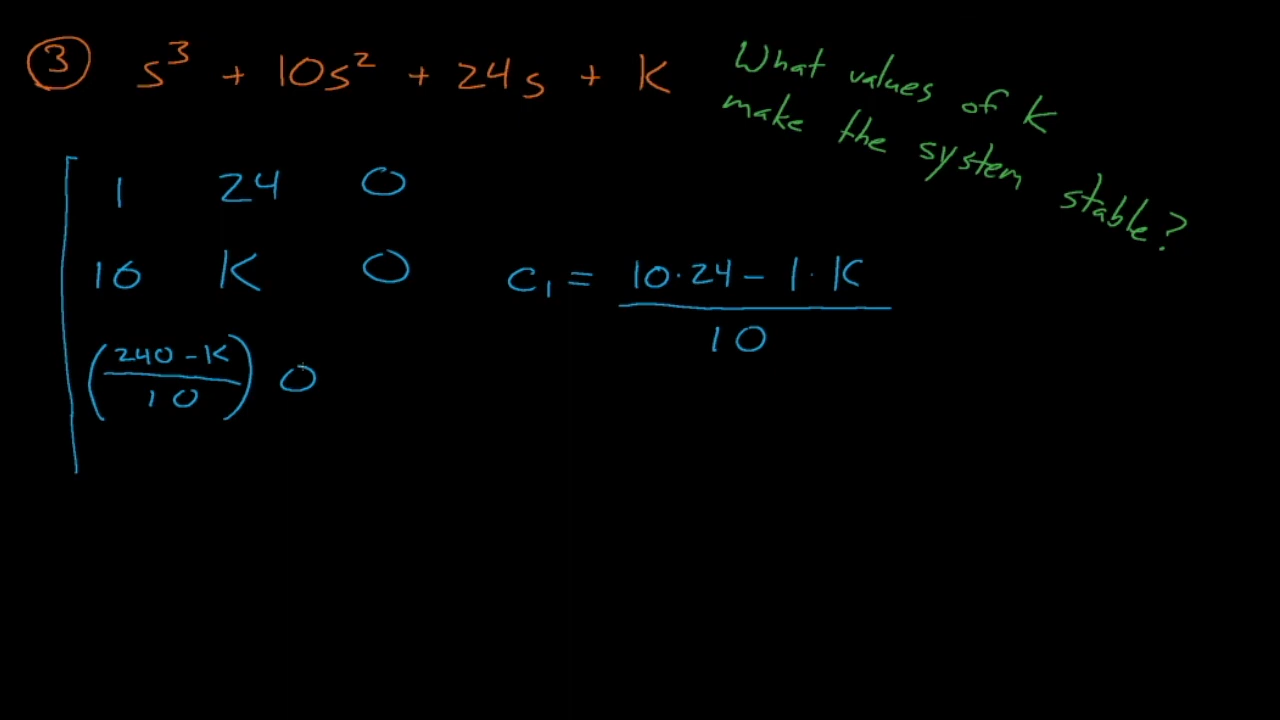 ③ s³ + 10s² + 24s + K
What values of K
make the system stable?
1 24 0
10 K 0
c₁ = (10·24 − 1·K)/10
((240 − K)/10) 0